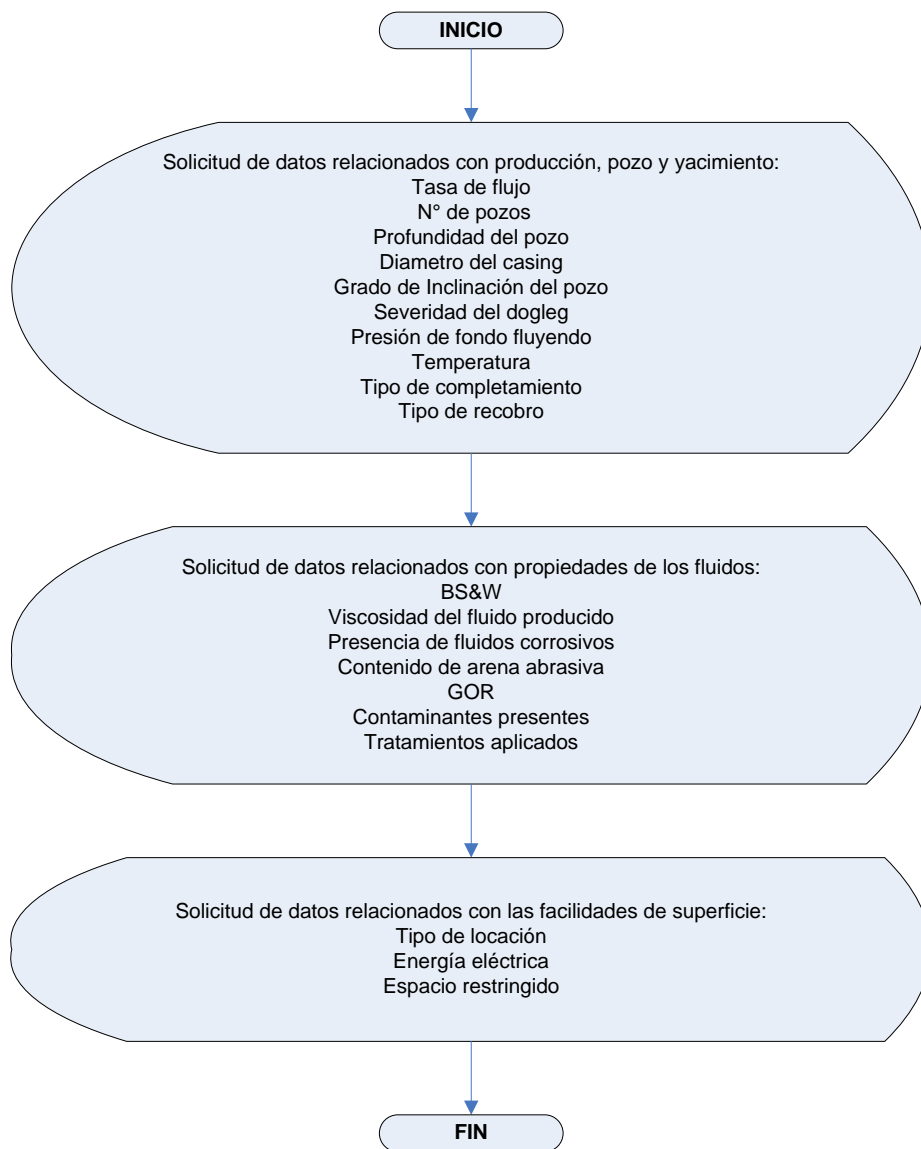 INICIO
Solicitud de datos relacionados con producción, pozo y yacimiento:
Tasa de flujo
N° de pozos
Profundidad del pozo
Diametro del casing
Grado de Inclinación del pozo
Severidad del dogleg
Presión de fondo fluyendo
Temperatura
Tipo de completamiento
Tipo de recobro
Solicitud de datos relacionados con propiedades de los fluidos:
BS&W
Viscosidad del fluido producido
Presencia de fluidos corrosivos
Contenido de arena abrasiva
GOR
Contaminantes presentes
Tratamientos aplicados
Solicitud de datos relacionados con las facilidades de superficie:
Tipo de locación
Energía eléctrica
Espacio restringido
FIN